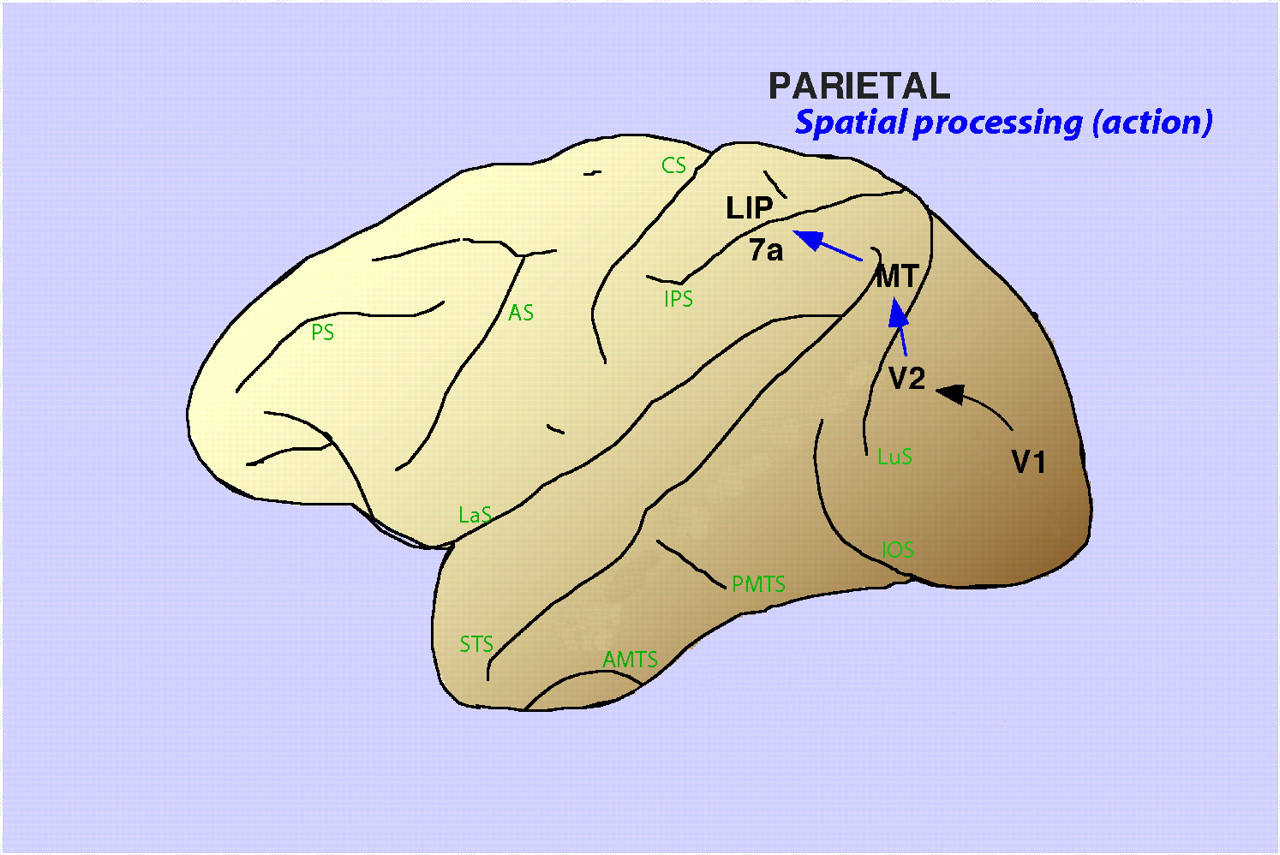 PARIETAL
Spatial processing (action)
CS
LIP
7a
MT
IPS
AS
PS
V2
LuS
V1
LaS
IOS
PMTS
STS
AMTS